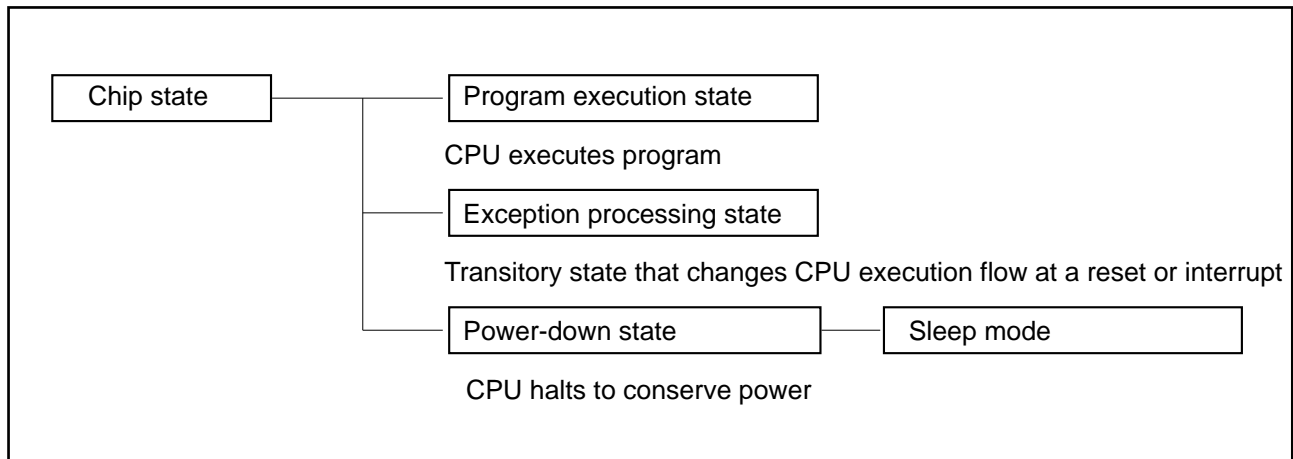 Chip state
Program execution state
CPU executes program
Exception processing state
Transitory state that changes CPU execution flow at a reset or interrupt
Power-down state
Sleep mode
CPU halts to conserve power